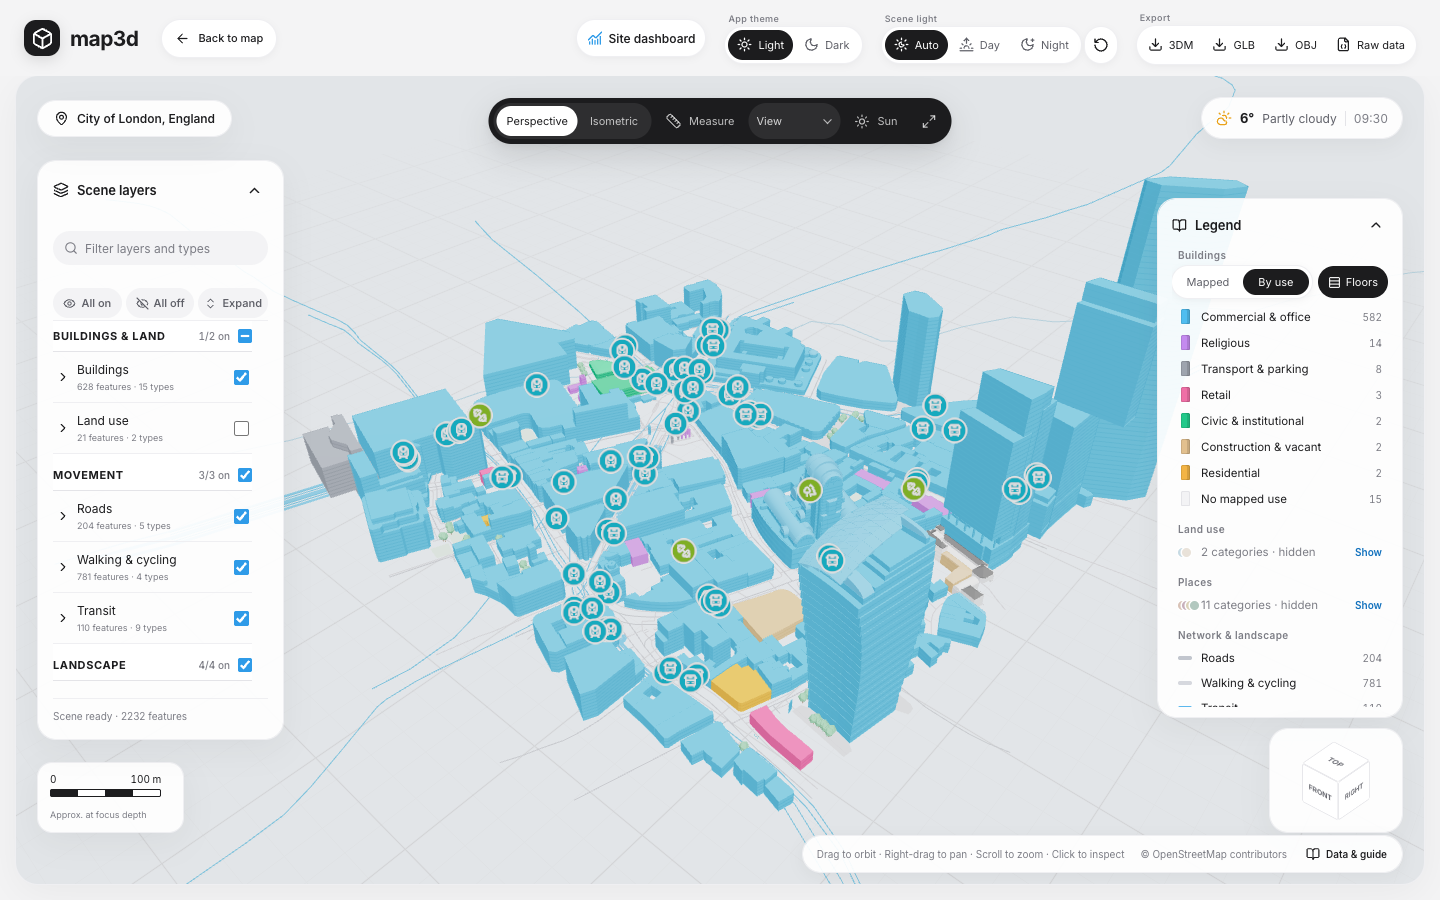 map3d
Back to map
Site dashboard
App theme
Light
Dark
Scene light
Auto
Day
Night
Export
3DM
GLB
OBJ
Raw data
City of London, England
Perspective
Isometric
Measure
View
Sun
6° Partly cloudy 09:30
Scene layers
Filter layers and types
All on
All off
Expand
BUILDINGS & LAND 1/2 on
Buildings
628 features · 15 types
Land use
21 features · 2 types
MOVEMENT 3/3 on
Roads
204 features · 5 types
Walking & cycling
781 features · 4 types
Transit
110 features · 9 types
LANDSCAPE 4/4 on
Scene ready · 2232 features
0 100 m
Approx. at focus depth
Legend
Buildings
Mapped
By use
Floors
Commercial & office 582
Religious 14
Transport & parking 8
Retail 3
Civic & institutional 2
Construction & vacant 2
Residential 2
No mapped use 15
Land use
2 categories · hidden Show
Places
11 categories · hidden Show
Network & landscape
Roads 204
Walking & cycling 781
Transit 110
TOP
FRONT
RIGHT
Drag to orbit · Right-drag to pan · Scroll to zoom · Click to inspect
© OpenStreetMap contributors
Data & guide